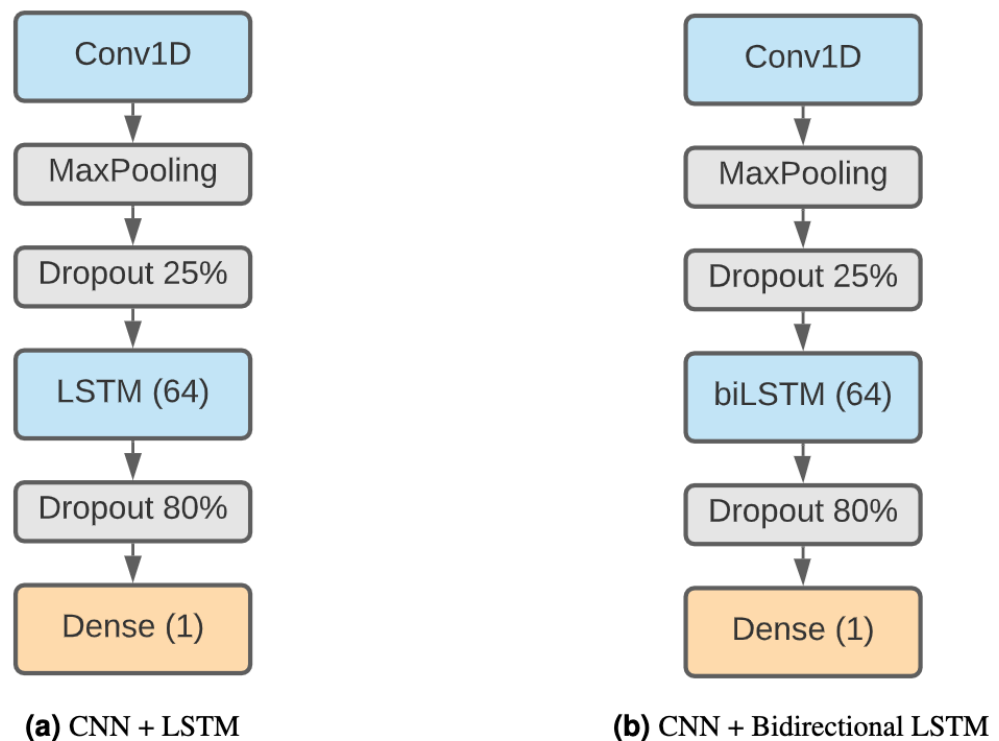 Conv1D
MaxPooling
Dropout 25%
LSTM (64)
Dropout 80%
Dense (1)
(a) CNN + LSTM
Conv1D
MaxPooling
Dropout 25%
biLSTM (64)
Dropout 80%
Dense (1)
(b) CNN + Bidirectional LSTM